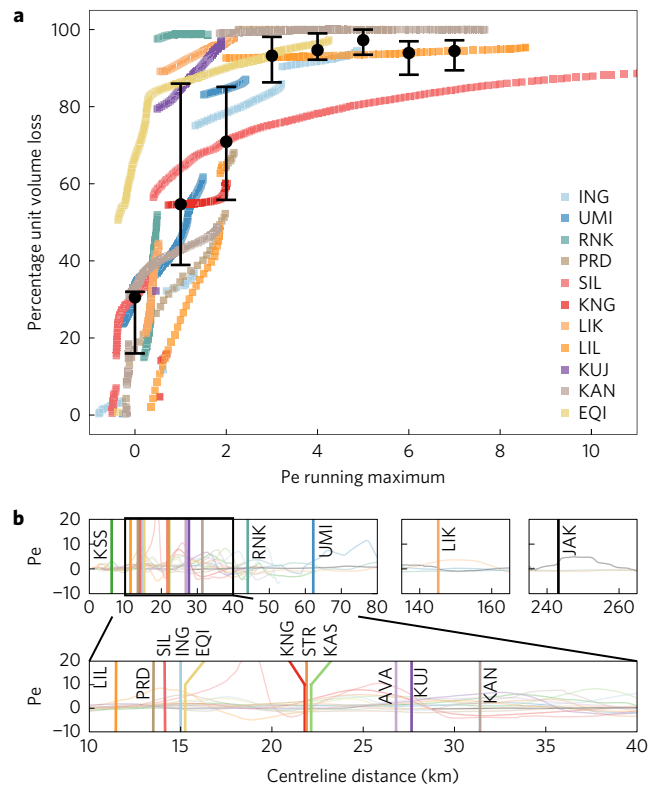 a
100
80
60
40
20
0
Percentage unit volume loss
ING
UMI
RNK
PRD
SIL
KNG
LIK
LIL
KUJ
KAN
EQI
0 2 4 6 8 10
Pe running maximum
b
20
10
0
−10
Pe
KSS
RNK
UMI
LIK
JAK
0 10 20 30 40 50 60 70 80
140 160
240 260
SIL
ING
EQI
KNG
STR
KAS
20
10
0
−10
Pe
LIL
PRD
AVA
KUJ
KAN
10 15 20 25 30 35 40
Centreline distance (km)